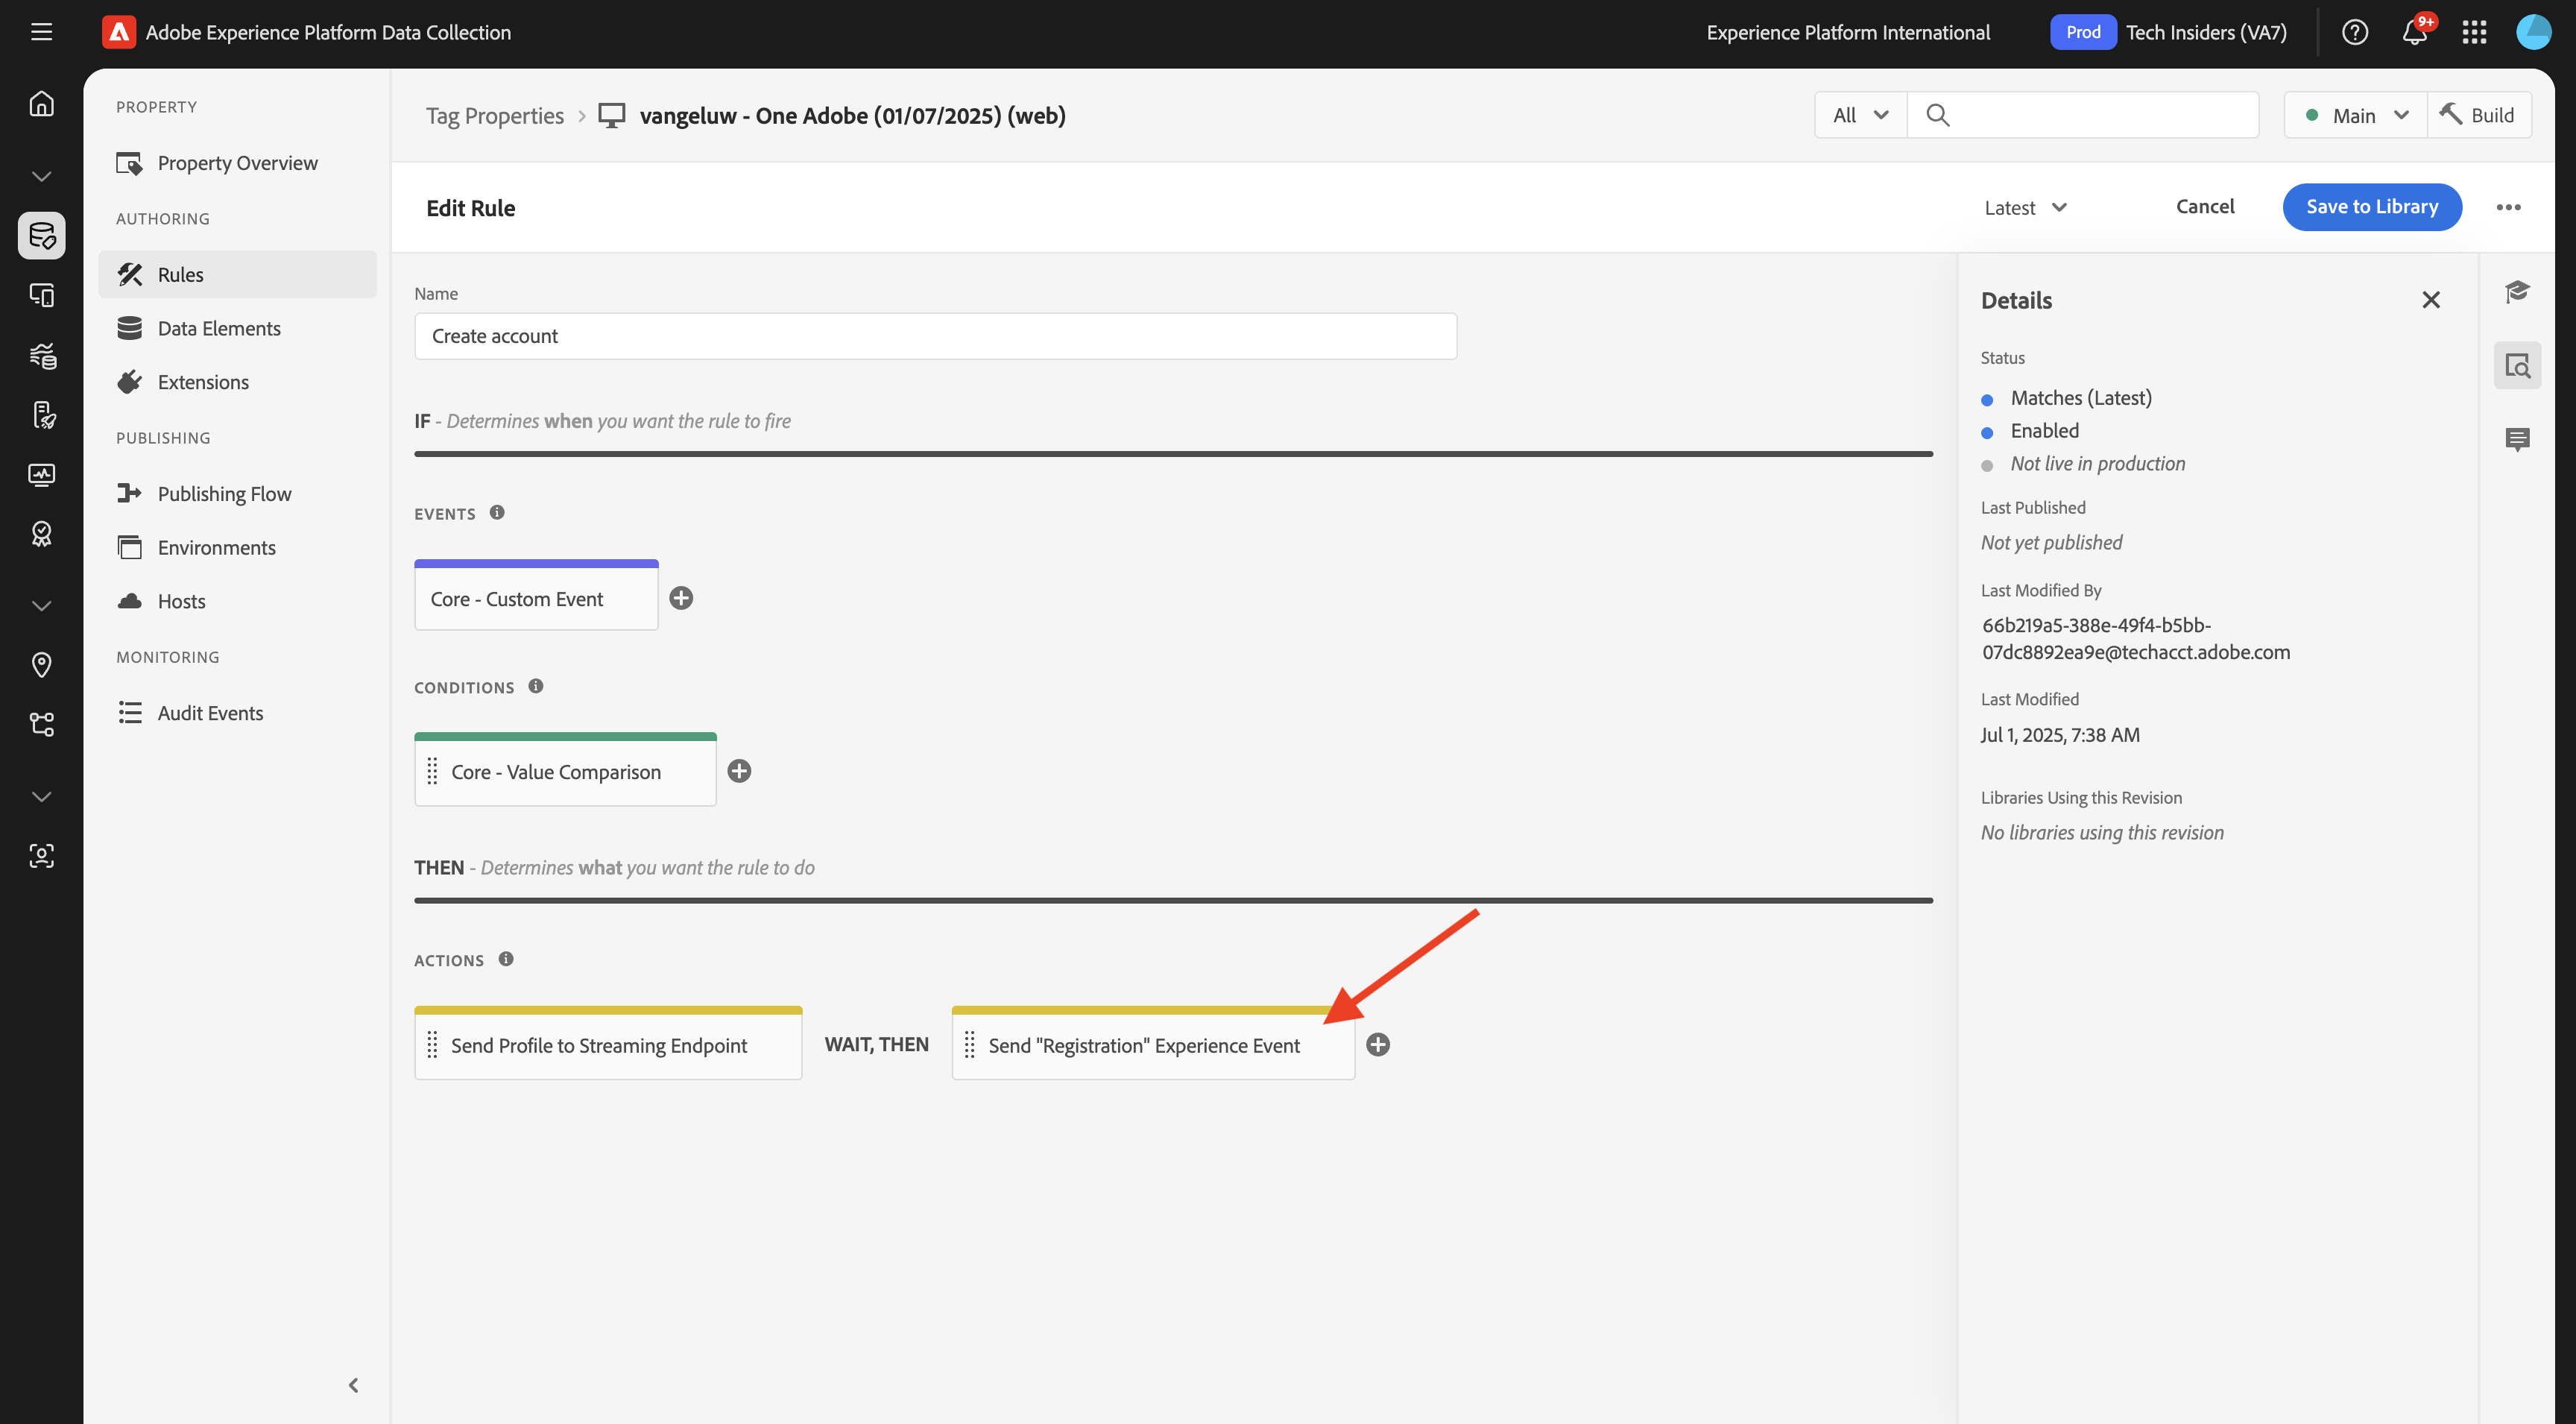 Adobe Experience Platform Data Collection
Experience Platform International
Prod
Tech Insiders (VA7)
9+
PROPERTY
Property Overview
AUTHORING
Rules
Data Elements
Extensions
PUBLISHING
Publishing Flow
Environments
Hosts
MONITORING
Audit Events
Tag Properties
vangeluw - One Adobe (01/07/2025) (web)
All
Main
Build
Edit Rule
Latest
Cancel
Save to Library
Name
Create account
IF - Determines when you want the rule to fire
EVENTS
Core - Custom Event
CONDITIONS
Core - Value Comparison
THEN - Determines what you want the rule to do
ACTIONS
Send Profile to Streaming Endpoint
WAIT, THEN
Send "Registration" Experience Event
Details
Status
Matches (Latest)
Enabled
Not live in production
Last Published
Not yet published
Last Modified By
66b219a5-388e-49f4-b5bb-
07dc8892ea9e@techacct.adobe.com
Last Modified
Jul 1, 2025, 7:38 AM
Libraries Using this Revision
No libraries using this revision